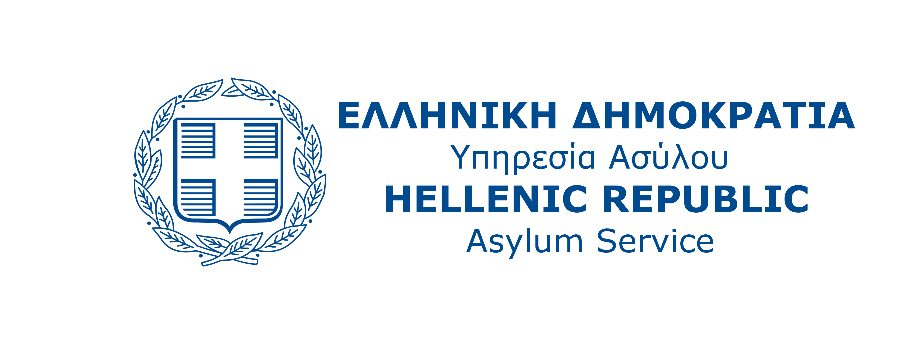 ΕΛΛΗΝΙΚΗ ΔΗΜΟΚΡΑΤΙΑ
Υπηρεσία Ασύλου
HELLENIC REPUBLIC
Asylum Service